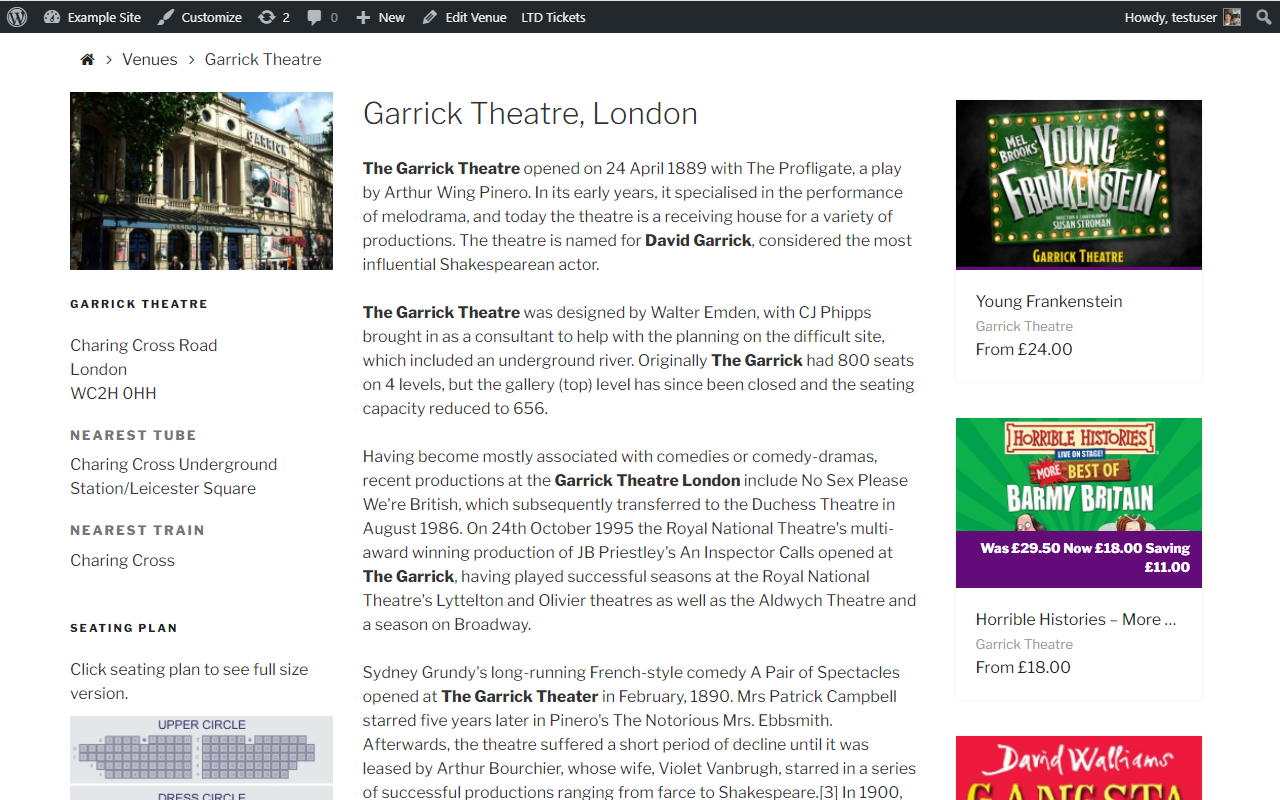 Example Site
Customize
2
0
New
Edit Venue
LTD Tickets
Howdy, testuser
Venues
Garrick Theatre
GARRICK
GARRICK THEATRE
Charing Cross Road
London
WC2H 0HH
NEAREST TUBE
Charing Cross Underground
Station/Leicester Square
NEAREST TRAIN
Charing Cross
SEATING PLAN
Click seating plan to see full size
version.
UPPER CIRCLE
DRESS CIRCLE
Garrick Theatre, London
The Garrick Theatre opened on 24 April 1889 with The Profligate, a play
by Arthur Wing Pinero. In its early years, it specialised in the performance
of melodrama, and today the theatre is a receiving house for a variety of
productions. The theatre is named for David Garrick, considered the most
influential Shakespearean actor.
The Garrick Theatre was designed by Walter Emden, with CJ Phipps
brought in as a consultant to help with the planning on the difficult site,
which included an underground river. Originally The Garrick had 800 seats
on 4 levels, but the gallery (top) level has since been closed and the seating
capacity reduced to 656.
Having become mostly associated with comedies or comedy-dramas,
recent productions at the Garrick Theatre London include No Sex Please
We're British, which subsequently transferred to the Duchess Theatre in
August 1986. On 24th October 1995 the Royal National Theatre's multi-
award winning production of JB Priestley's An Inspector Calls opened at
The Garrick, having played successful seasons at the Royal National
Theatre's Lyttelton and Olivier theatres as well as the Aldwych Theatre and
a season on Broadway.
Sydney Grundy's long-running French-style comedy A Pair of Spectacles
opened at The Garrick Theater in February, 1890. Mrs Patrick Campbell
starred five years later in Pinero's The Notorious Mrs. Ebbsmith.
Afterwards, the theatre suffered a short period of decline until it was
leased by Arthur Bourchier, whose wife, Violet Vanbrugh, starred in a series
of successful productions ranging from farce to Shakespeare.[3] In 1900,
MEL BROOKS'
YOUNG
FRANKENSTEIN
DIRECTION & CHOREOGRAPHY
SUSAN STROMAN
GARRICK THEATRE
Young Frankenstein
Garrick Theatre
From £24.00
HORRIBLE HISTORIES
LIVE ON STAGE!
MORE BEST OF
BARMY BRITAIN
Was £29.50 Now £18.00 Saving
£11.00
Horrible Histories – More ...
Garrick Theatre
From £18.00
David Walliams
GANGSTA